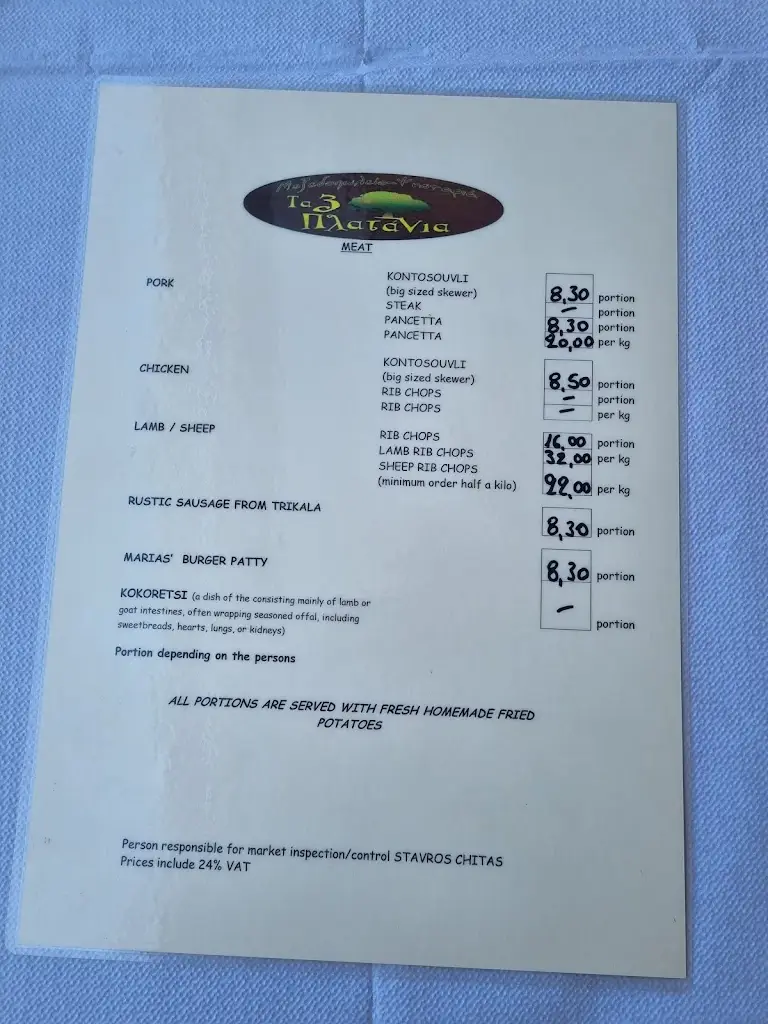 Μεζεδοπωλείο-Ψησταριά
Τα 3
Πλατάνια
MEAT
PORK KONTOSOUVLI
(big sized skewer) 8,30 portion
STEAK – portion
PANCETTA 8,30 portion
PANCETTA 20,00 per kg
CHICKEN KONTOSOUVLI
(big sized skewer) 8,50 portion
RIB CHOPS – portion
RIB CHOPS – per kg
LAMB / SHEEP RIB CHOPS 16,00 portion
LAMB RIB CHOPS 32,00 per kg
SHEEP RIB CHOPS
(minimum order half a kilo) 22,00 per kg
RUSTIC SAUSAGE FROM TRIKALA 8,30 portion
MARIAS' BURGER PATTY 8,30 portion
KOKORETSI (a dish of the consisting mainly of lamb or
goat intestines, often wrapping seasoned offal, including
sweetbreads, hearts, lungs, or kidneys) – portion
Portion depending on the persons
ALL PORTIONS ARE SERVED WITH FRESH HOMEMADE FRIED
POTATOES
Person responsible for market inspection/control STAVROS CHITAS
Prices include 24% VAT